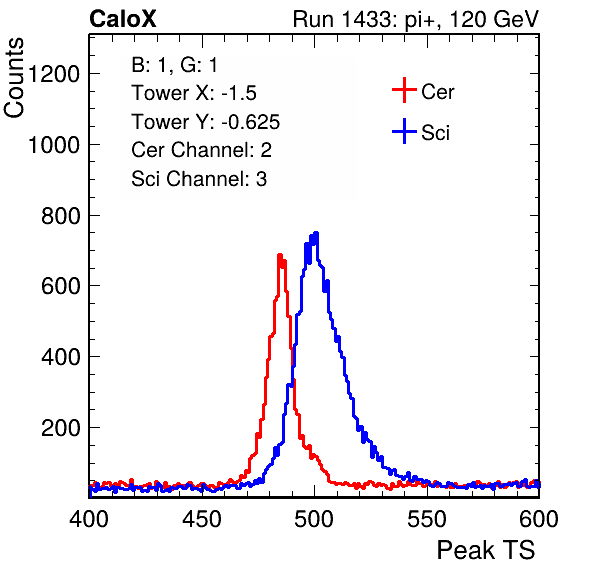 CaloX Run 1433: pi+, 120 GeV
Counts
B: 1, G: 1
Tower X: -1.5
Tower Y: -0.625
Cer Channel: 2
Sci Channel: 3
Cer
Sci
1200
1000
800
600
400
200
400 450 500 550 600
Peak TS